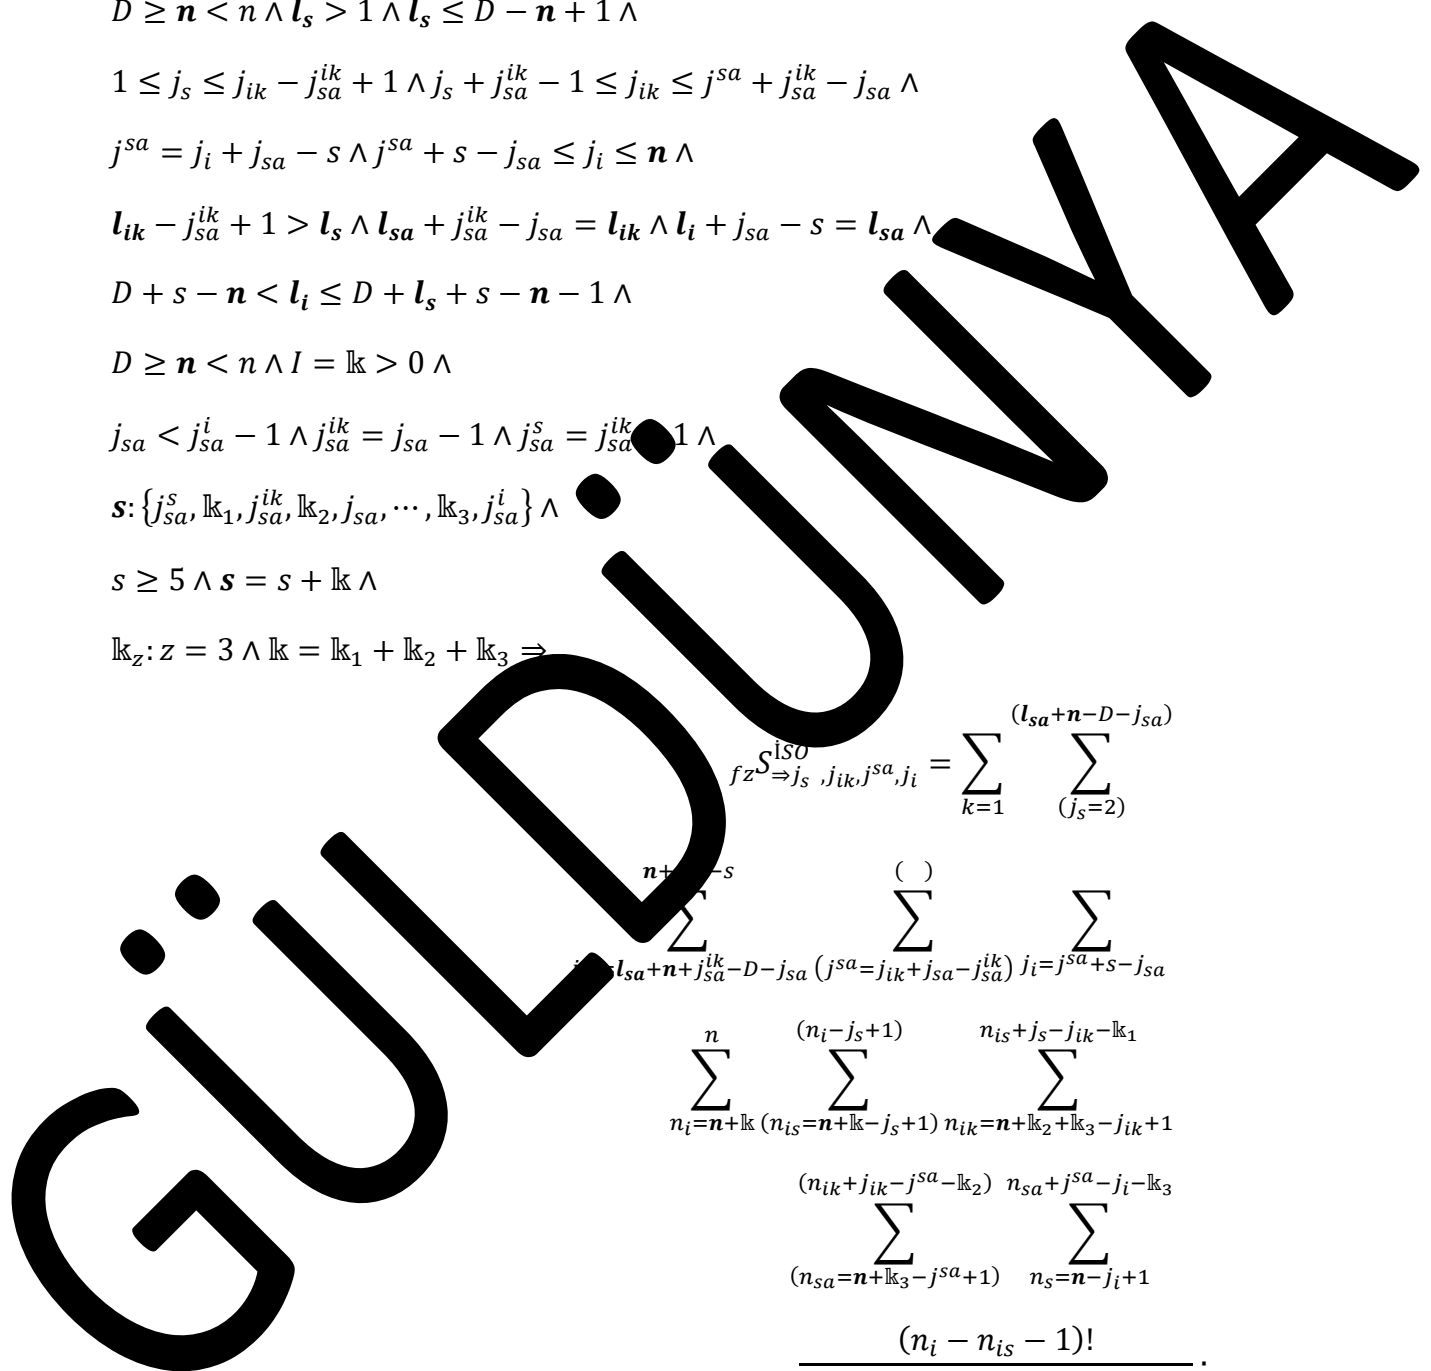 D ≥ n < n ∧ l_s > 1 ∧ l_s ≤ D − n + 1 ∧
1 ≤ j_s ≤ j_{ik} − j_{sa}^{ik} + 1 ∧ j_s + j_{sa}^{ik} − 1 ≤ j_{ik} ≤ j^{sa} + j_{sa}^{ik} − j_{sa} ∧
j^{sa} = j_i + j_{sa} − s ∧ j^{sa} + s − j_{sa} ≤ j_i ≤ n ∧
l_{ik} − j_{sa}^{ik} + 1 > l_s ∧ l_{sa} + j_{sa}^{ik} − j_{sa} = l_{ik} ∧ l_i + j_{sa} − s = l_{sa} ∧
D + s − n < l_i ≤ D + l_s + s − n − 1 ∧
D ≥ n < n ∧ I = 𝕜 > 0 ∧
j_{sa} < j_{sa}^{i} − 1 ∧ j_{sa}^{ik} = j_{sa} − 1 ∧ j_{sa}^{s} = j_{sa}^{ik} 1 ∧
s: {j_{sa}^{s}, 𝕜_1, j_{sa}^{ik}, 𝕜_2, j_{sa}, ⋯, 𝕜_3, j_{sa}^{i}} ∧
s ≥ 5 ∧ s = s + 𝕜 ∧
𝕜_z: z = 3 ∧ 𝕜 = 𝕜_1 + 𝕜_2 + 𝕜_3 ⇒
_{fz}S_{⇒j_s ,j_{ik},j^{sa},j_i}^{İSO} = ∑_{k=1} ∑_{(j_s=2)}^{(l_{sa}+n−D−j_{sa})}
∑_{l_{sa}+n+j_{sa}^{ik}−D−j_{sa}}^{n+ −s} ∑_{(j^{sa}=j_{ik}+j_{sa}−j_{sa}^{ik})}^{( )} ∑_{j_i=j^{sa}+s−j_{sa}}
∑_{n_i=n+𝕜}^{n} ∑_{(n_{is}=n+𝕜−j_s+1)}^{(n_i−j_s+1)} ∑_{n_{ik}=n+𝕜_2+𝕜_3−j_{ik}+1}^{n_{is}+j_s−j_{ik}−𝕜_1}
∑_{(n_{sa}=n+𝕜_3−j^{sa}+1)}^{(n_{ik}+j_{ik}−j^{sa}−𝕜_2)} ∑_{n_s=n−j_i+1}^{n_{sa}+j^{sa}−j_i−𝕜_3}
(n_i − n_{is} − 1)! .
GÜLDÜNYA